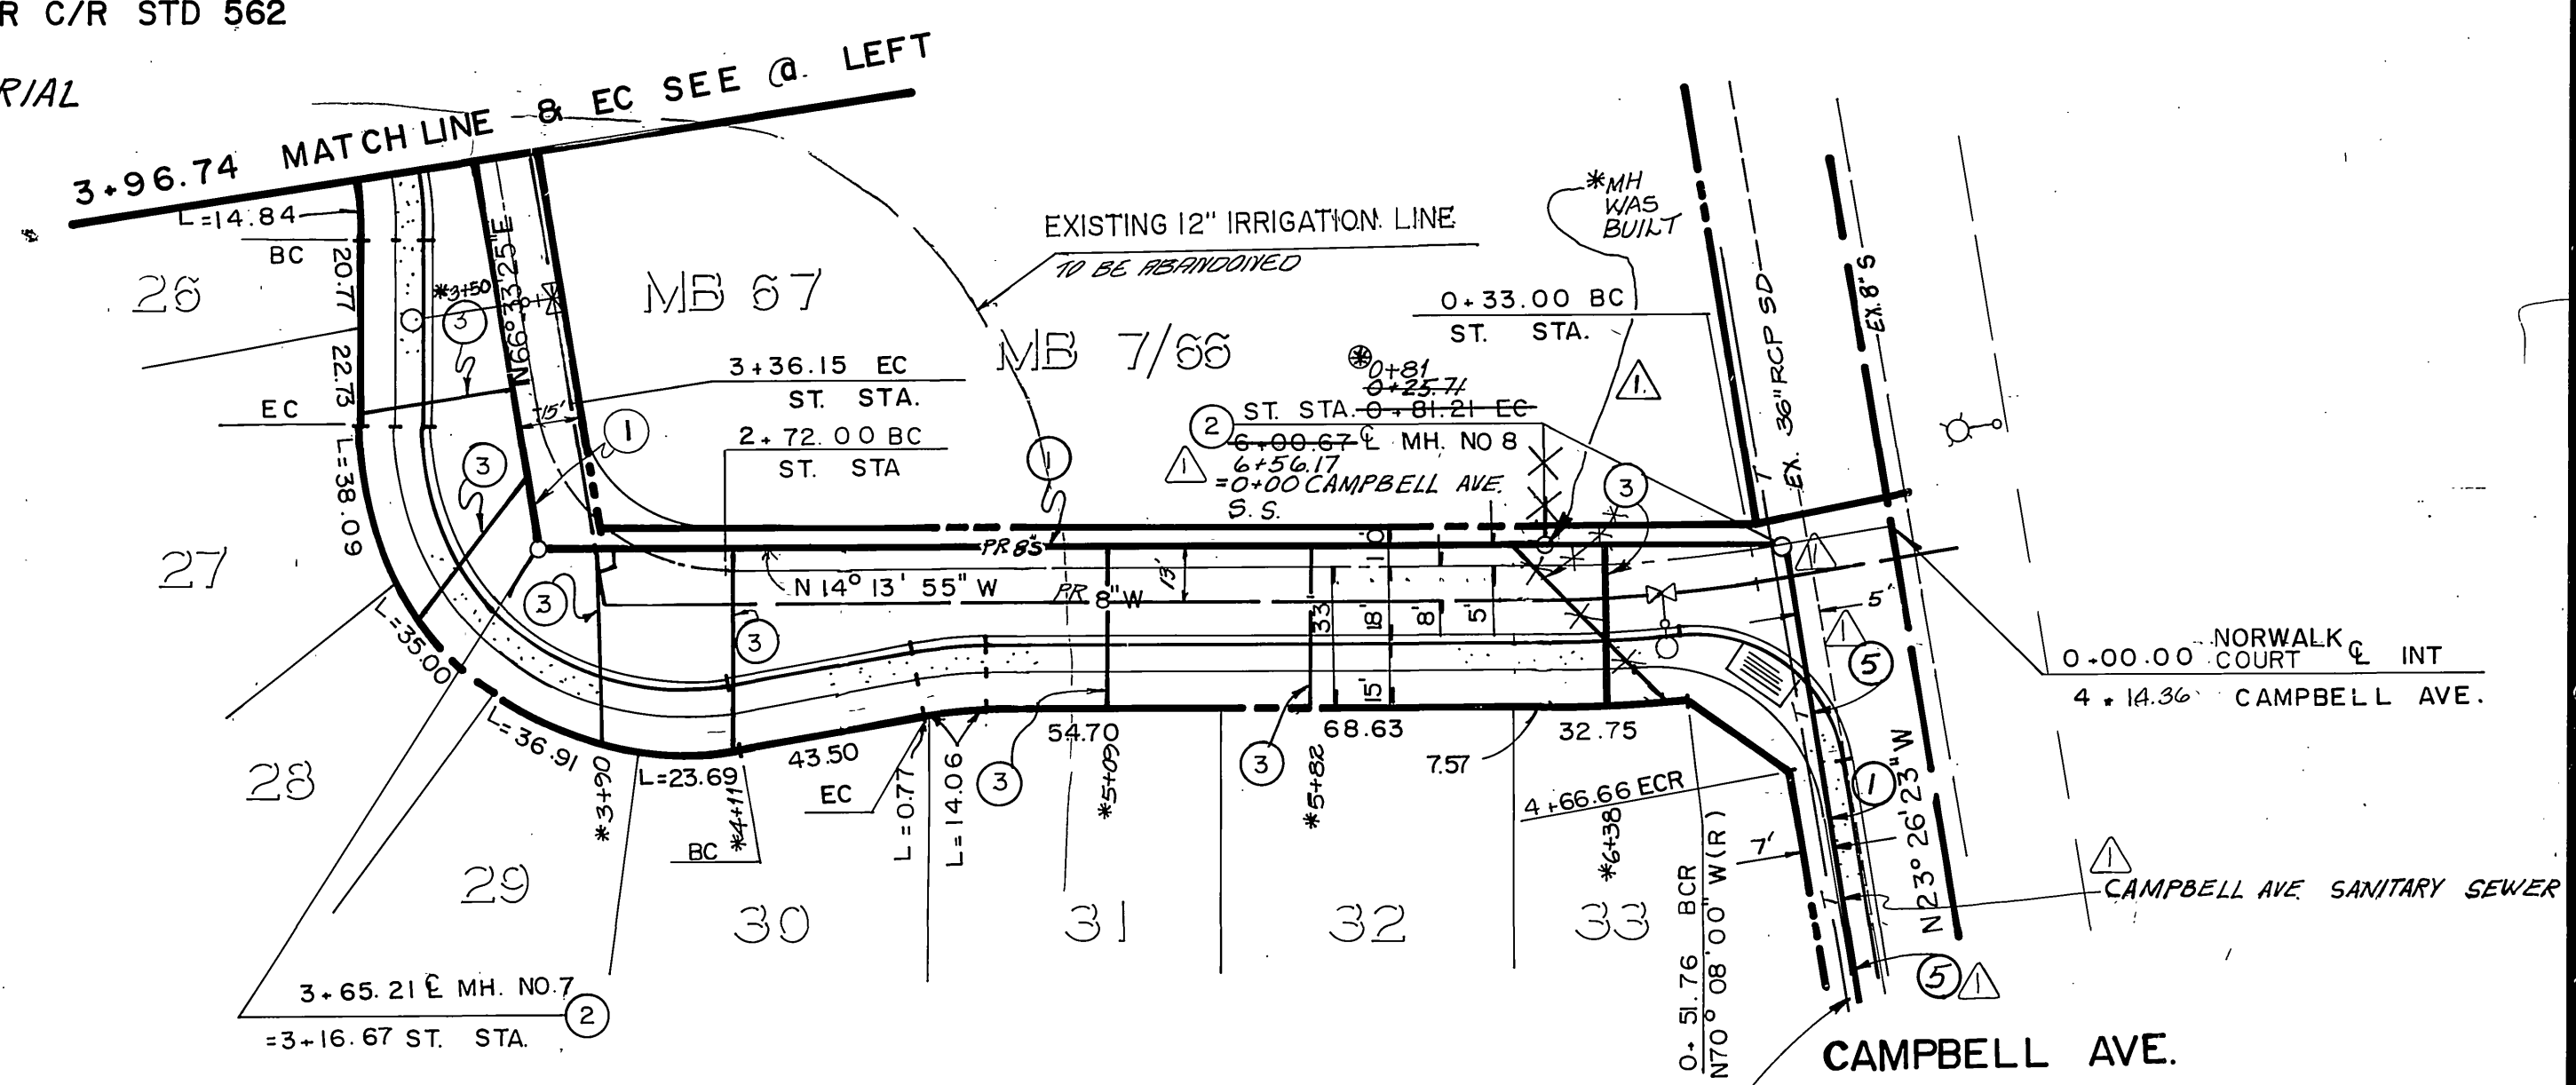 R C/R STD 562
RIAL
3+96.74 MATCH LINE & EC SEE @. LEFT
L=14.84
BC
20.77
22.73
EC
26
*3+50
3
N66°33'25"E
MB 67
EXISTING 12" IRRIGATION LINE
TO BE ABANDONED
MB 7/66
*MH
WAS
BUILT
0+33.00 BC
ST. STA.
1
EX. 36" RCP SD
EX. 8" S
3+36.15 EC
ST. STA.
2+72.00 BC
ST. STA
15'
1
1
0+81
0+25.71
2
ST. STA. 0+81.21 EC
6+00.67 ℄ MH. NO 8
1
6+56.17
=0+00 CAMPBELL AVE.
S.S.
3
3
L=38.09
27
3
PR 8"S
N 14° 13' 55" W
PR 8" W
13'
10
33'
18'
8'
5'
15'
1
5'
1
5
3
L=35.00
L=36.91
28
L=23.69
43.50
54.70
68.63
7.57
32.75
*3+90
*4+11
BC
EC
L=0.77
L=14.06
3
*5+09
3
*5+82
*6+38
4+66.66 ECR
7'
1
N23°26'23"W
0+00.00 NORWALK COURT ℄ INT
4+14.36 CAMPBELL AVE.
1
CAMPBELL AVE. SANITARY SEWER
29
30
31
32
33
0+51.76 BCR
N70°08'00" W(R)
5
1
3+65.21 ℄ MH. NO.7
2
=3+16.67 ST. STA.
CAMPBELL AVE.